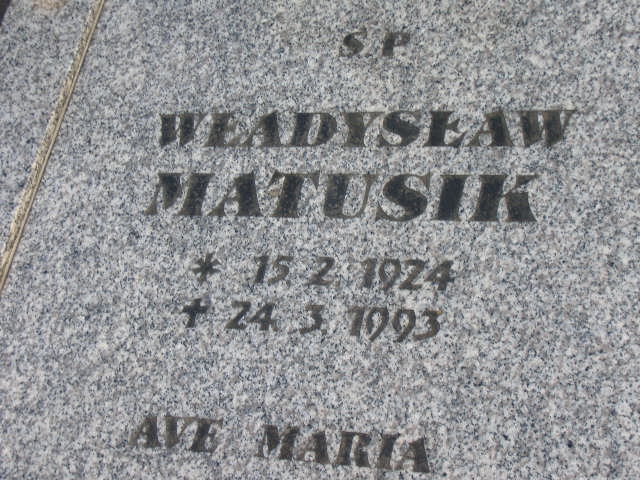 Ś.P
WŁADYSŁAW
MATUSIK
* 15. 2. 1924
+ 24. 3. 1993
AVE MARIA